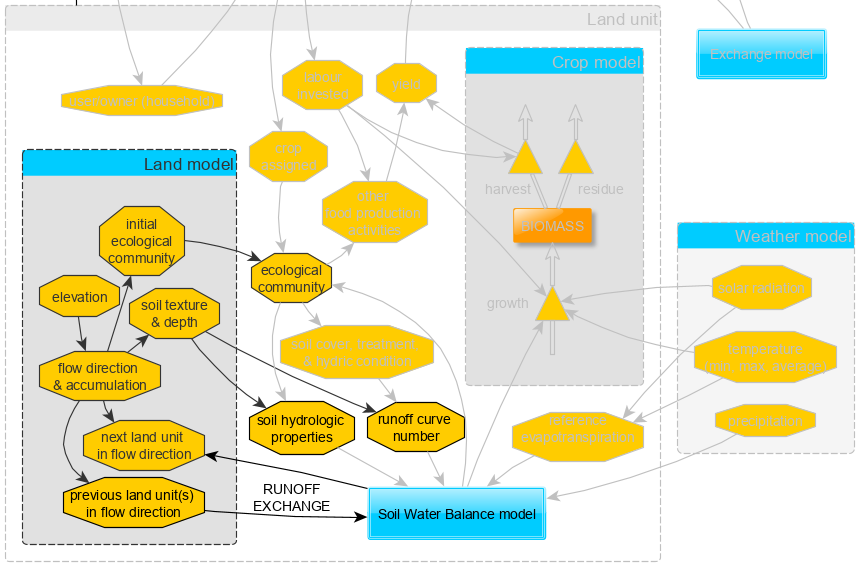 Land unit
Exchange model
Crop model
labour
invested
yield
user/owner (household)
crop
assigned
harvest
residue
Land model
other
food production
activities
initial
ecological
community
BIOMASS
Weather model
ecological
community
elevation
soil texture
& depth
solar radiation
growth
soil cover, treatment,
& hydric condition
temperature
(min, max, average)
flow direction
& accumulation
soil hydrologic
properties
runoff curve
number
reference
evapotranspiration
precipitation
next land unit
in flow direction
previous land unit(s)
in flow direction
RUNOFF
EXCHANGE
Soil Water Balance model